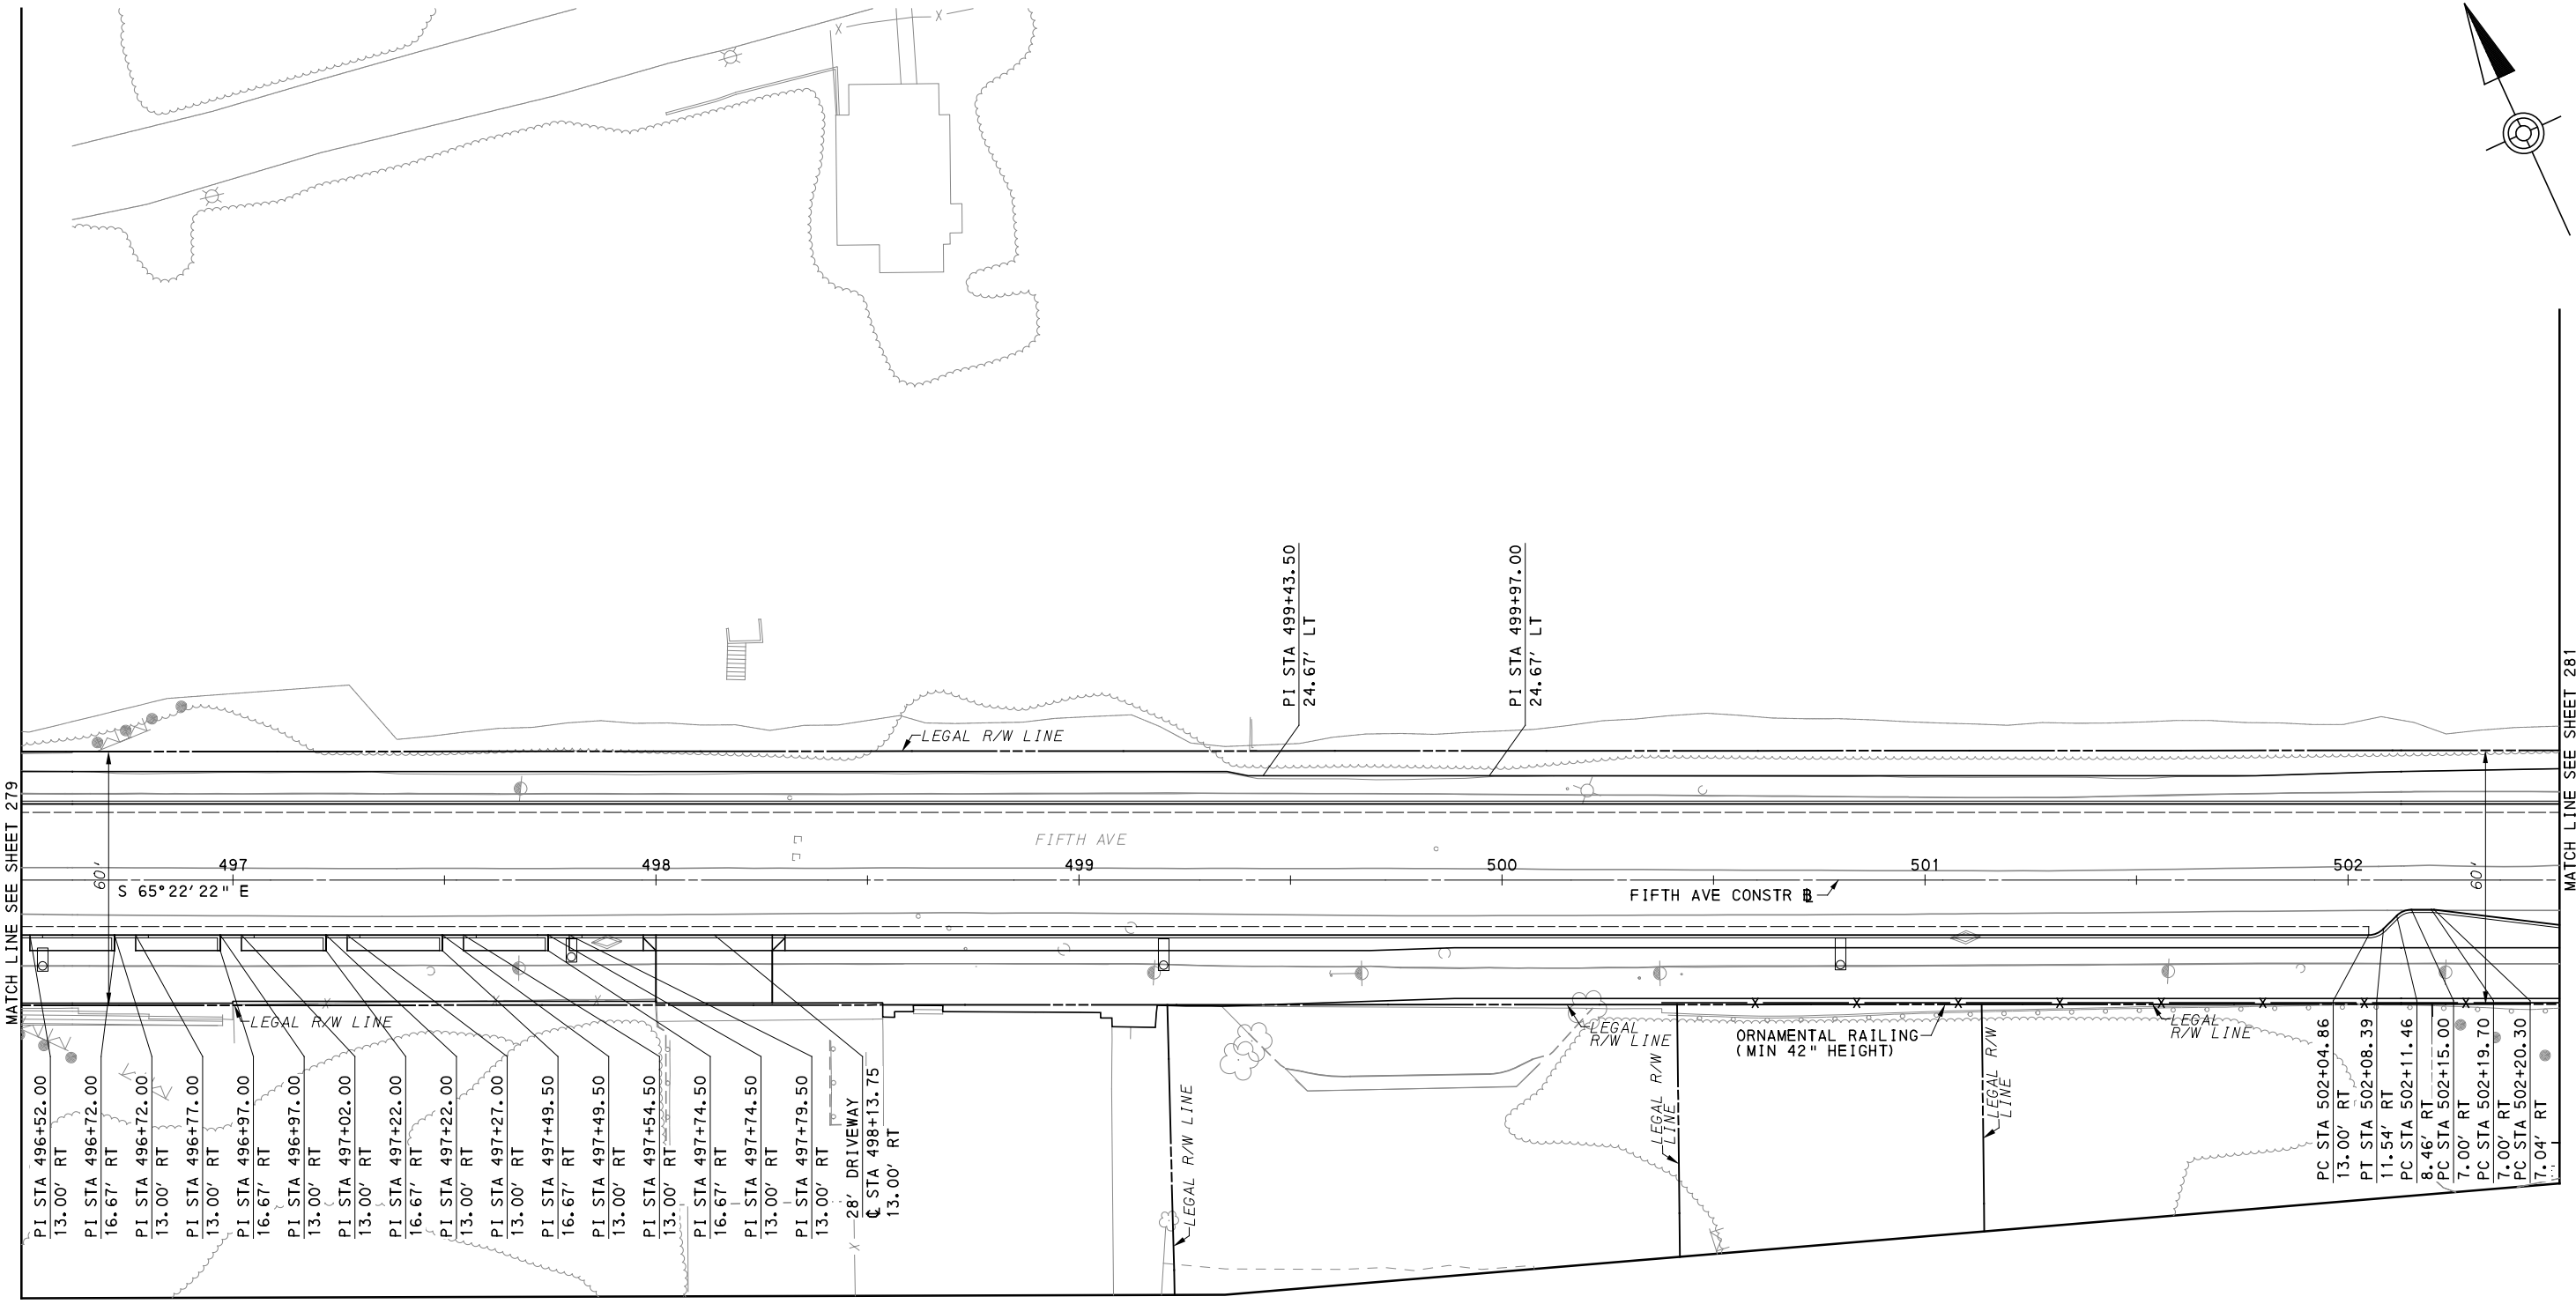 PI STA 499+43.50
24.67' LT
PI STA 499+97.00
24.67' LT
MATCH LINE SEE SHEET 279
MATCH LINE SEE SHEET 281
LEGAL R/W LINE
FIFTH AVE
497
498
499
500
501
502
60'
60'
S 65°22'22" E
FIFTH AVE CONSTR BL
LEGAL R/W LINE
LEGAL
R/W LINE
ORNAMENTAL RAILING
(MIN 42" HEIGHT)
LEGAL
R/W LINE
LEGAL R/W LINE
LEGAL R/W
LINE
LEGAL R/W
LINE
PI STA 496+52.00
13.00' RT
PI STA 496+72.00
16.67' RT
PI STA 496+72.00
13.00' RT
PI STA 496+77.00
13.00' RT
PI STA 496+97.00
16.67' RT
PI STA 496+97.00
13.00' RT
PI STA 497+02.00
13.00' RT
PI STA 497+22.00
16.67' RT
PI STA 497+22.00
13.00' RT
PI STA 497+27.00
13.00' RT
PI STA 497+49.50
16.67' RT
PI STA 497+49.50
13.00' RT
PI STA 497+54.50
13.00' RT
PI STA 497+74.50
16.67' RT
PI STA 497+74.50
13.00' RT
PI STA 497+79.50
13.00' RT
28' DRIVEWAY
℄ STA 498+13.75
13.00' RT
PC STA 502+04.86
13.00' RT
PT STA 502+08.39
11.54' RT
PC STA 502+11.46
8.46' RT
PC STA 502+15.00
7.00' RT
PC STA 502+19.70
7.00' RT
PC STA 502+20.30
7.04' RT